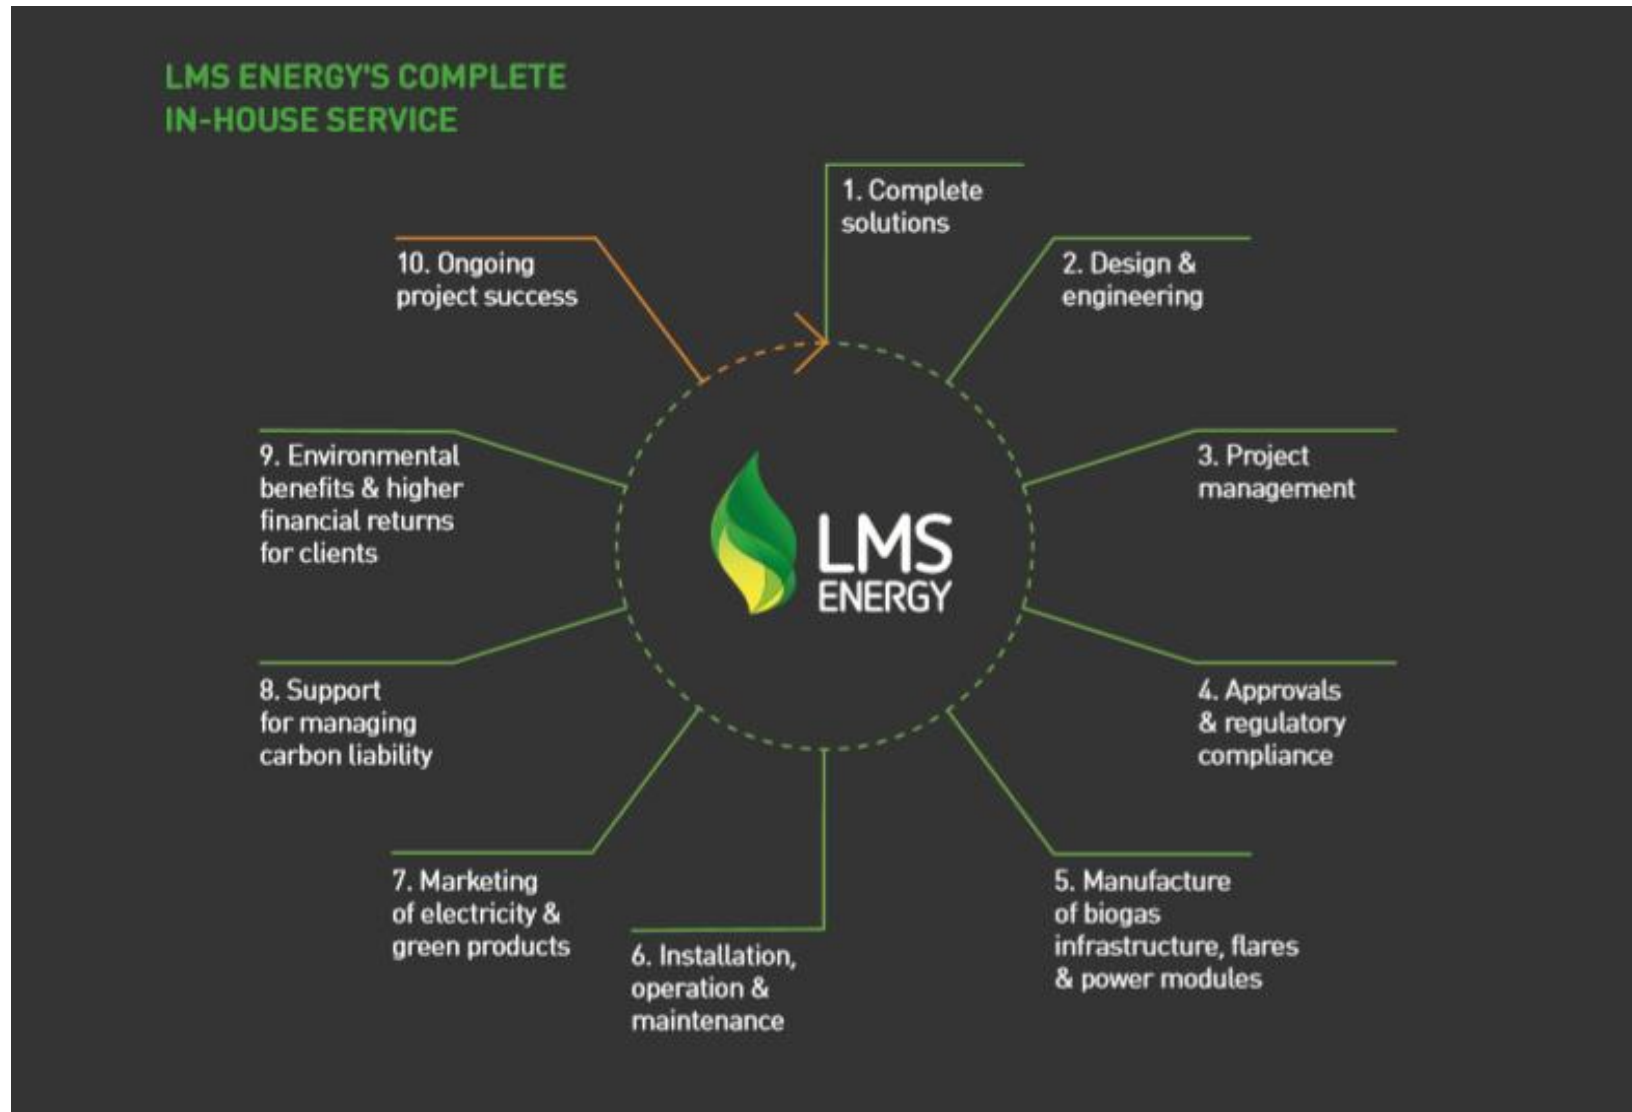 LMS ENERGY'S COMPLETE
IN-HOUSE SERVICE
1. Complete
solutions
2. Design &
engineering
3. Project
management
4. Approvals
& regulatory
compliance
5. Manufacture
of biogas
infrastructure, flares
& power modules
6. Installation,
operation &
maintenance
7. Marketing
of electricity &
green products
8. Support
for managing
carbon liability
9. Environmental
benefits & higher
financial returns
for clients
10. Ongoing
project success
LMS
ENERGY